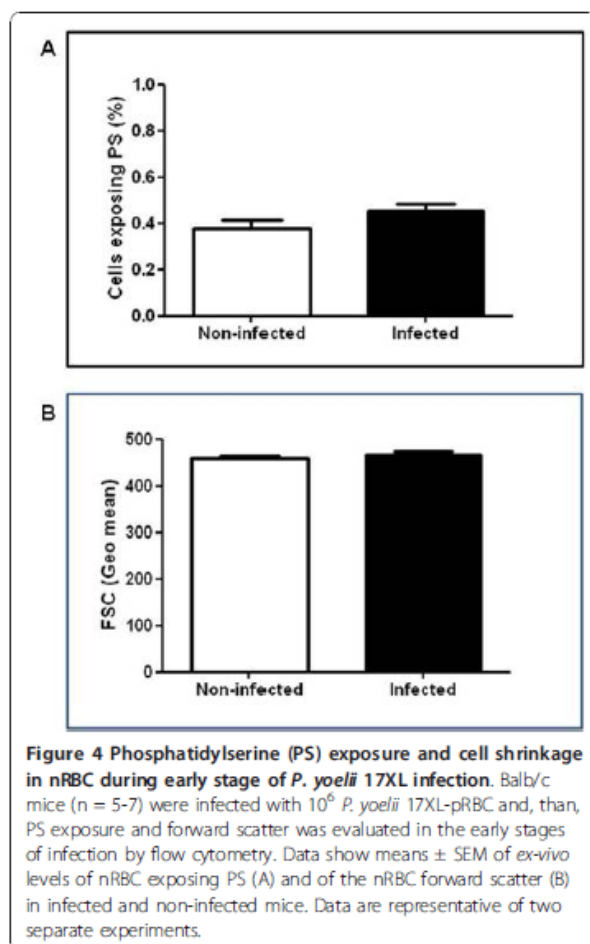 A
Cells exposing PS (%)
1.0
0.8
0.6
0.4
0.2
0.0
Non-infected Infected
B
FSC (Geo mean)
500
400
300
200
100
0
Non-infected Infected
Figure 4 Phosphatidylserine (PS) exposure and cell shrinkage
in nRBC during early stage of P. yoelii 17XL infection. Balb/c
mice (n = 5-7) were infected with 10⁶ P. yoelii 17XL-pRBC and, than,
PS exposure and forward scatter was evaluated in the early stages
of infection by flow cytometry. Data show means ± SEM of ex-vivo
levels of nRBC exposing PS (A) and of the nRBC forward scatter (B)
in infected and non-infected mice. Data are representative of two
separate experiments.